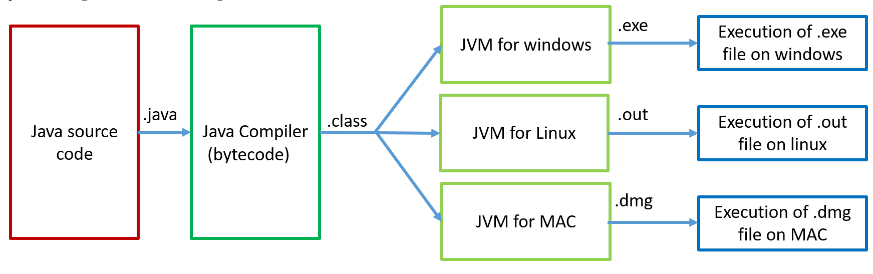 Java source
code
.java
Java Compiler
(bytecode)
.class
JVM for windows
.exe
Execution of .exe
file on windows
JVM for Linux
.out
Execution of .out
file on linux
JVM for MAC
.dmg
Execution of .dmg
file on MAC